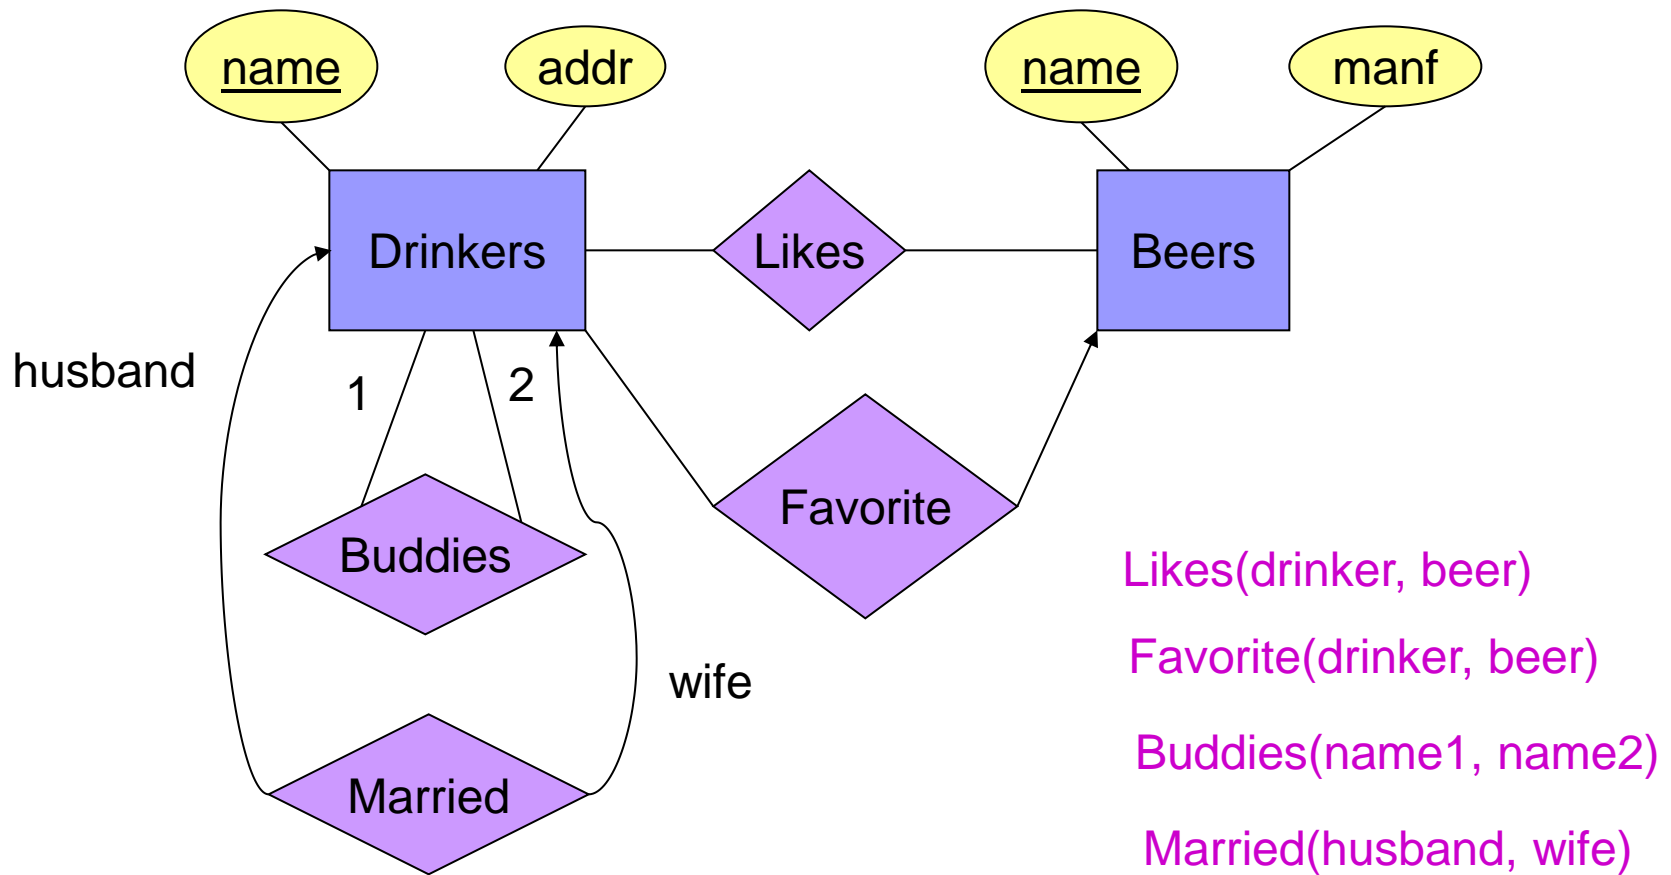 name
addr
name
manf
Drinkers
Likes
Beers
husband
1
2
Favorite
Buddies
Likes(drinker, beer)
Favorite(drinker, beer)
wife
Buddies(name1, name2)
Married
Married(husband, wife)